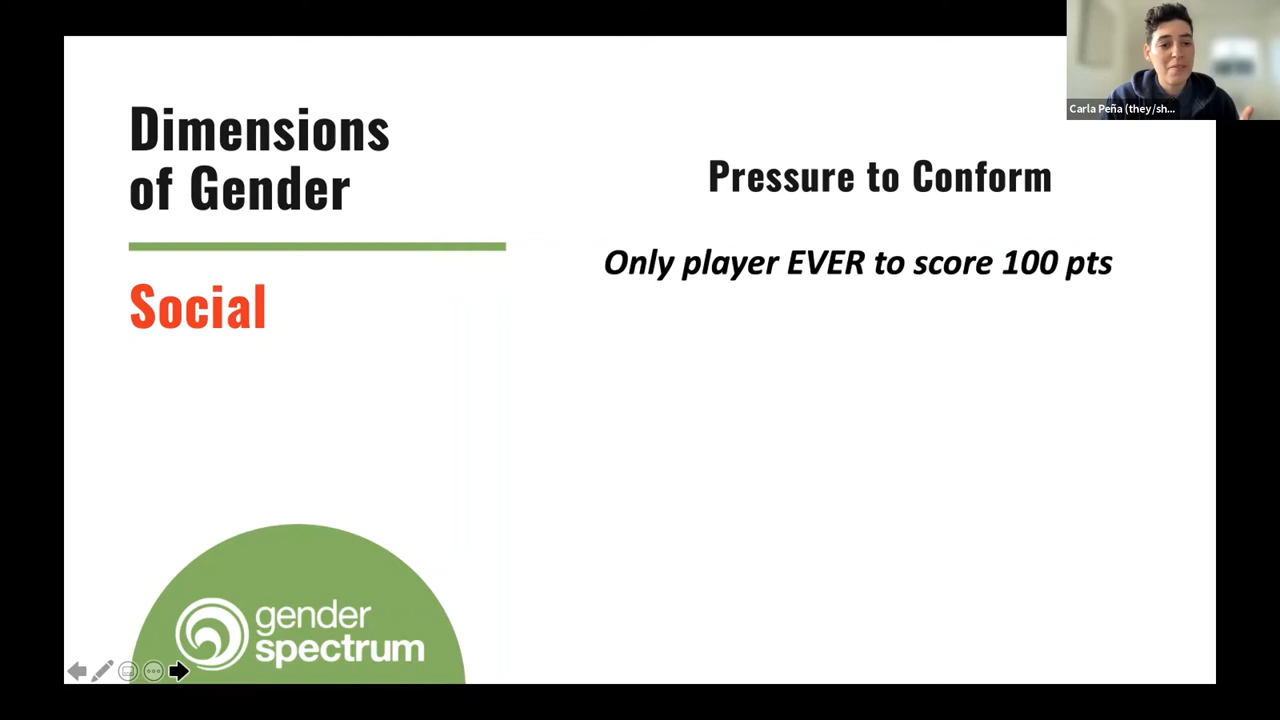 Dimensions
of Gender
Social
Pressure to Conform
Only player EVER to score 100 pts
gender
spectrum
Carla Peña (they/sh...